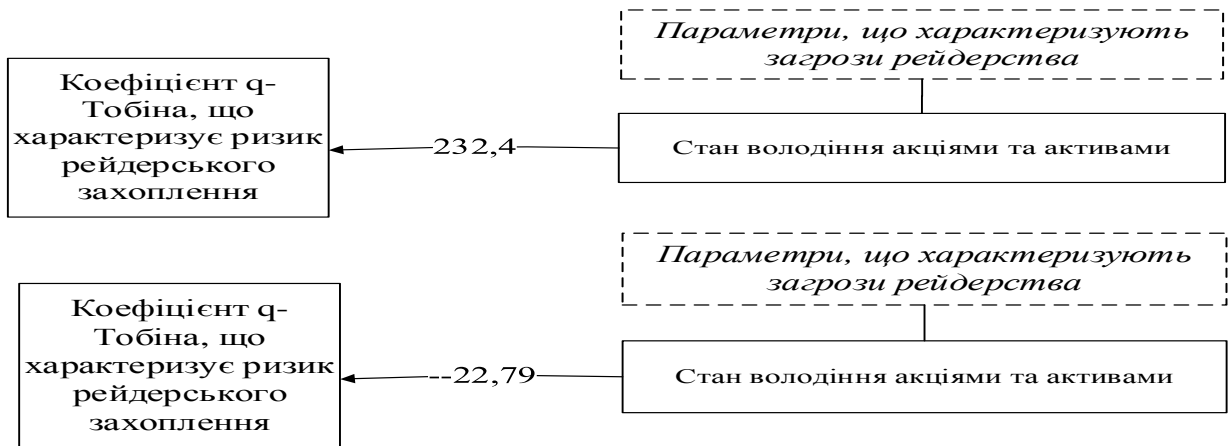 Параметри, що характеризують
загрози рейдерства
Коефіцієнт q-
Тобіна, що
характеризує ризик
рейдерського
захоплення
232,4
Стан володіння акціями та активами
Параметри, що характеризують
загрози рейдерства
Коефіцієнт q-
Тобіна, що
характеризує ризик
рейдерського
захоплення
--22,79
Стан володіння акціями та активами